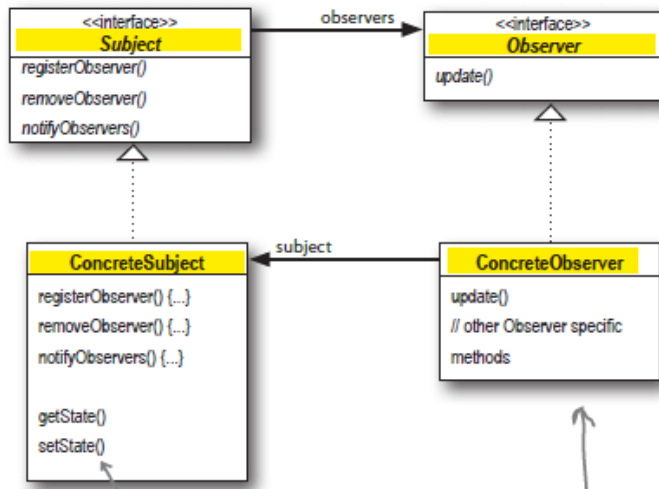 <<interface>>
Subject
registerObserver()
removeObserver()
notifyObservers()
observers
<<interface>>
Observer
update()
ConcreteSubject
registerObserver() {...}
removeObserver() {...}
notifyObservers() {...}
getState()
setState()
subject
ConcreteObserver
update()
// other Observer specific
methods